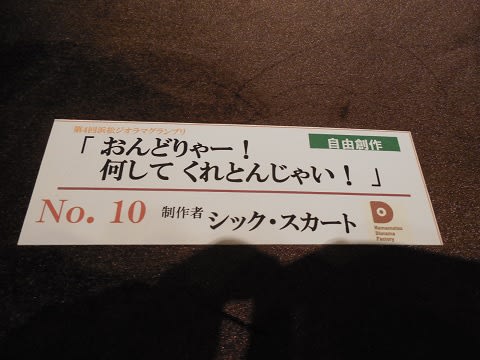 第4回浜松ジオラマグランプリ
「 おんどりゃー！
何して くれとんじゃい！ 」
自由創作
No. 10 制作者 シック・スカート
D
Hamamatsu
Diorama
Factory